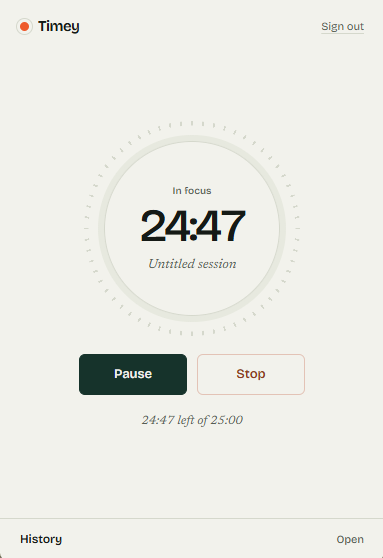 Timey
Sign out
In focus
24:47
Untitled session
Pause
Stop
24:47 left of 25:00
History
Open